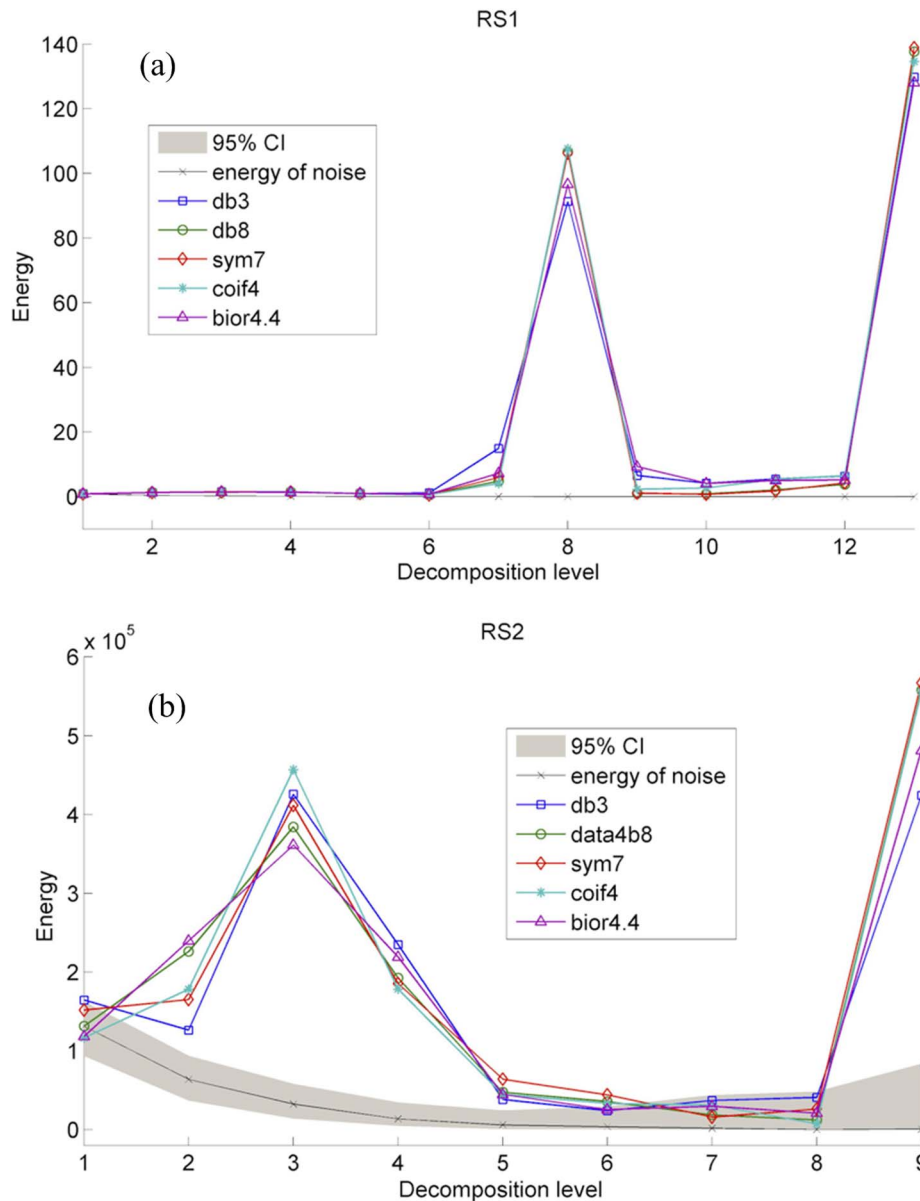 RS1
140
(a)
120
95% CI
energy of noise
db3
db8
sym7
coif4
bior4.4
100
80
60
40
20
0
Energy
2 4 6 8 10 12
Decomposition level
RS2
x 10^5
6
(b)
95% CI
energy of noise
db3
data4b8
sym7
coif4
bior4.4
5
4
3
2
1
0
Energy
1 2 3 4 5 6 7 8 9
Decomposition level